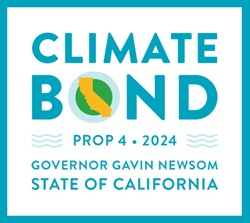 CLIMATE
BOND
PROP 4 • 2024
GOVERNOR GAVIN NEWSOM
STATE OF CALIFORNIA